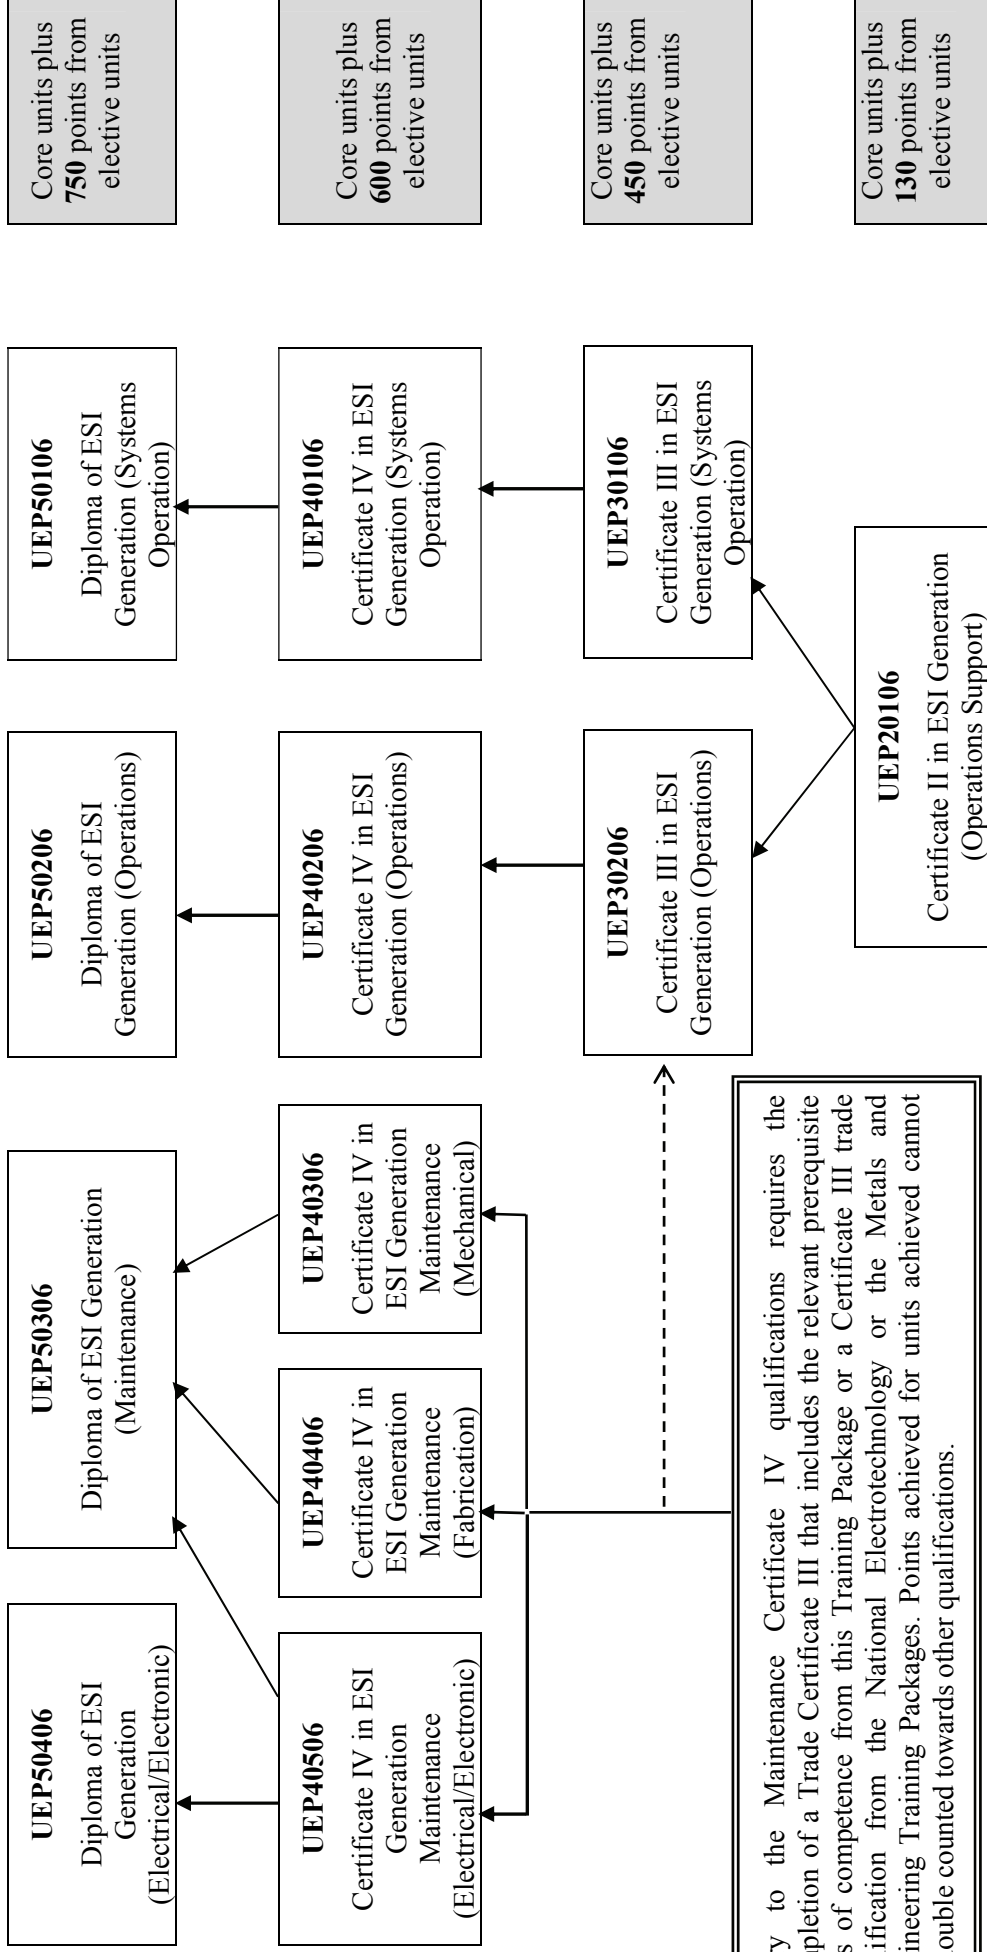 UEP50406
Diploma of ESI
Generation
(Electrical/Electronic)
UEP50306
Diploma of ESI Generation
(Maintenance)
UEP50206
Diploma of ESI
Generation (Operations)
UEP50106
Diploma of ESI
Generation (Systems
Operation)
Core units plus
750 points from
elective units
UEP40506
Certificate IV in ESI
Generation
Maintenance
(Electrical/Electronic)
UEP40406
Certificate IV in
ESI Generation
Maintenance
(Fabrication)
UEP40306
Certificate IV in
ESI Generation
Maintenance
(Mechanical)
UEP40206
Certificate IV in ESI
Generation (Operations)
UEP40106
Certificate IV in ESI
Generation (Systems
Operation)
Core units plus
600 points from
elective units
UEP30206
Certificate III in ESI
Generation (Operations)
UEP30106
Certificate III in ESI
Generation (Systems
Operation)
Core units plus
450 points from
elective units
y to the Maintenance Certificate IV qualifications requires the
pletion of a Trade Certificate III that includes the relevant prerequisite
s of competence from this Training Package or a Certificate III trade
ification from the National Electrotechnology or the Metals and
ineering Training Packages. Points achieved for units achieved cannot
ouble counted towards other qualifications.
UEP20106
Certificate II in ESI Generation
(Operations Support)
Core units plus
130 points from
elective units